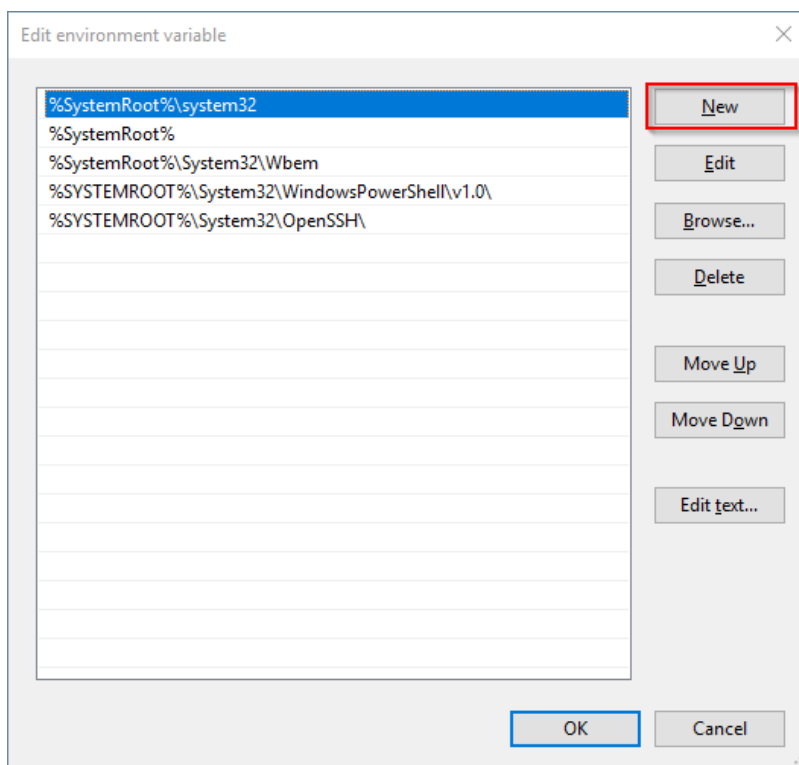 Edit environment variable
%SystemRoot%\system32
%SystemRoot%
%SystemRoot%\System32\Wbem
%SYSTEMROOT%\System32\WindowsPowerShell\v1.0\
%SYSTEMROOT%\System32\OpenSSH\
New
Edit
Browse...
Delete
Move Up
Move Down
Edit text...
OK
Cancel